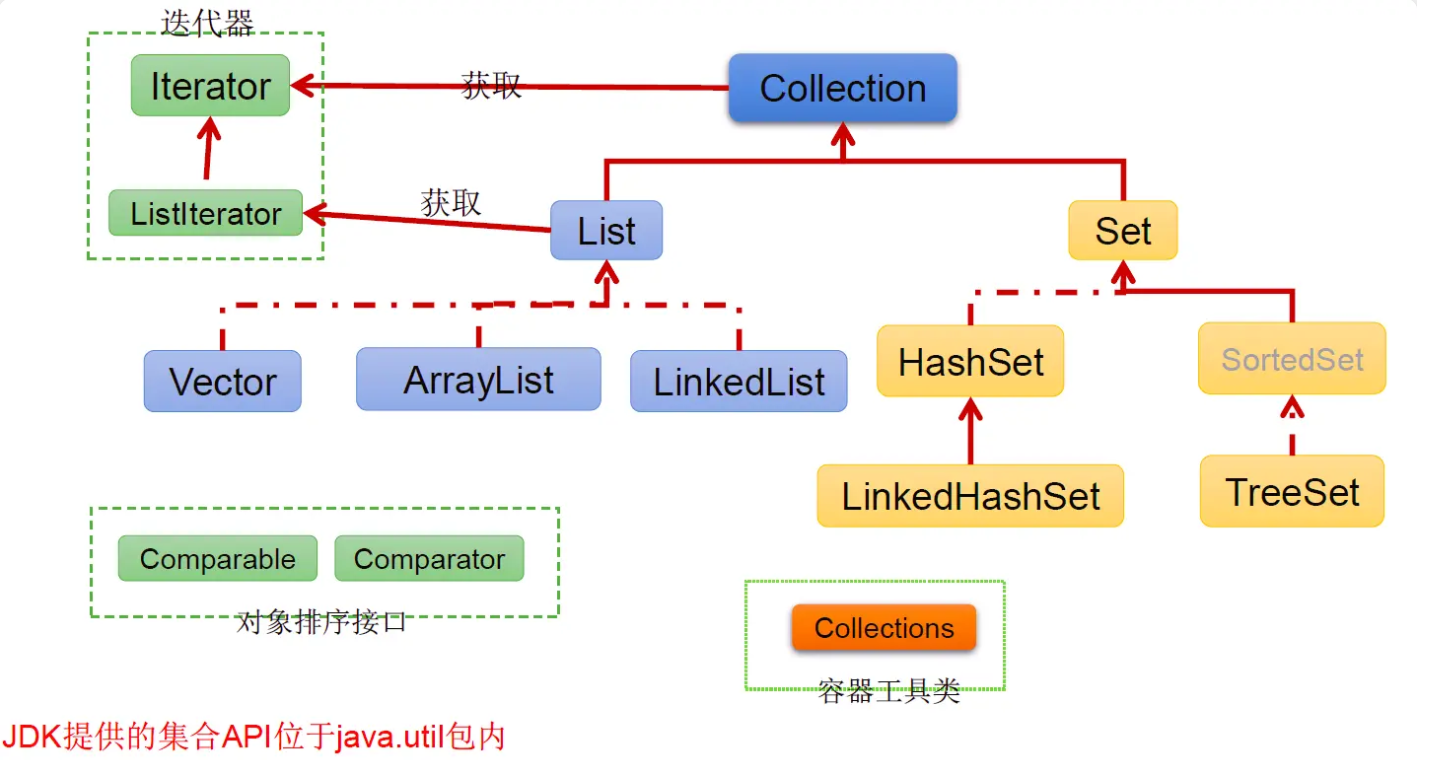 迭代器
Iterator
获取
Collection
ListIterator
获取
List
Set
Vector
ArrayList
LinkedList
HashSet
SortedSet
LinkedHashSet
TreeSet
Comparable
Comparator
对象排序接口
Collections
容器工具类
JDK提供的集合API位于java.util包内